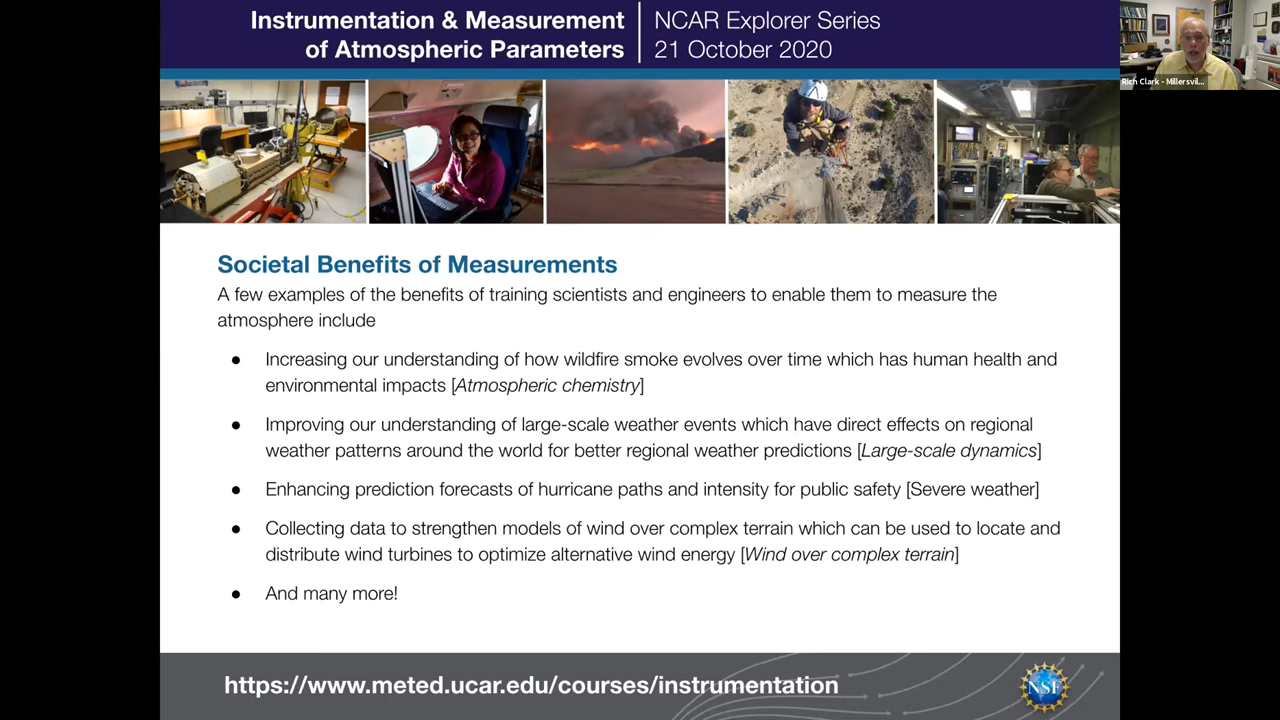 Instrumentation & Measurement
of Atmospheric Parameters
NCAR Explorer Series
21 October 2020
Rich Clark - Millersvil...
Societal Benefits of Measurements
A few examples of the benefits of training scientists and engineers to enable them to measure the
atmosphere include
● Increasing our understanding of how wildfire smoke evolves over time which has human health and
environmental impacts [Atmospheric chemistry]
● Improving our understanding of large-scale weather events which have direct effects on regional
weather patterns around the world for better regional weather predictions [Large-scale dynamics]
● Enhancing prediction forecasts of hurricane paths and intensity for public safety [Severe weather]
● Collecting data to strengthen models of wind over complex terrain which can be used to locate and
distribute wind turbines to optimize alternative wind energy [Wind over complex terrain]
● And many more!
https://www.meted.ucar.edu/courses/instrumentation
NSF